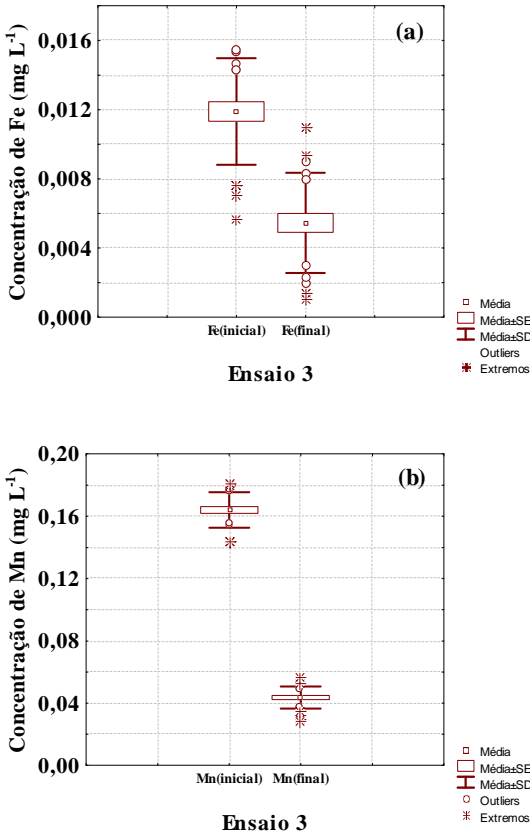 (a)
Concentração de Fe (mg L-1)
0,016
0,012
0,008
0,004
0,000
Fe(inicial) Fe(final)
Ensaio 3
Média
Média±SE
Média±SD
Outliers
Extremos
(b)
Concentração de Mn (mg L-1)
0,20
0,16
0,12
0,08
0,04
0,00
Mn(inicial) Mn(final)
Ensaio 3
Média
Média±SE
Média±SD
Outliers
Extremos